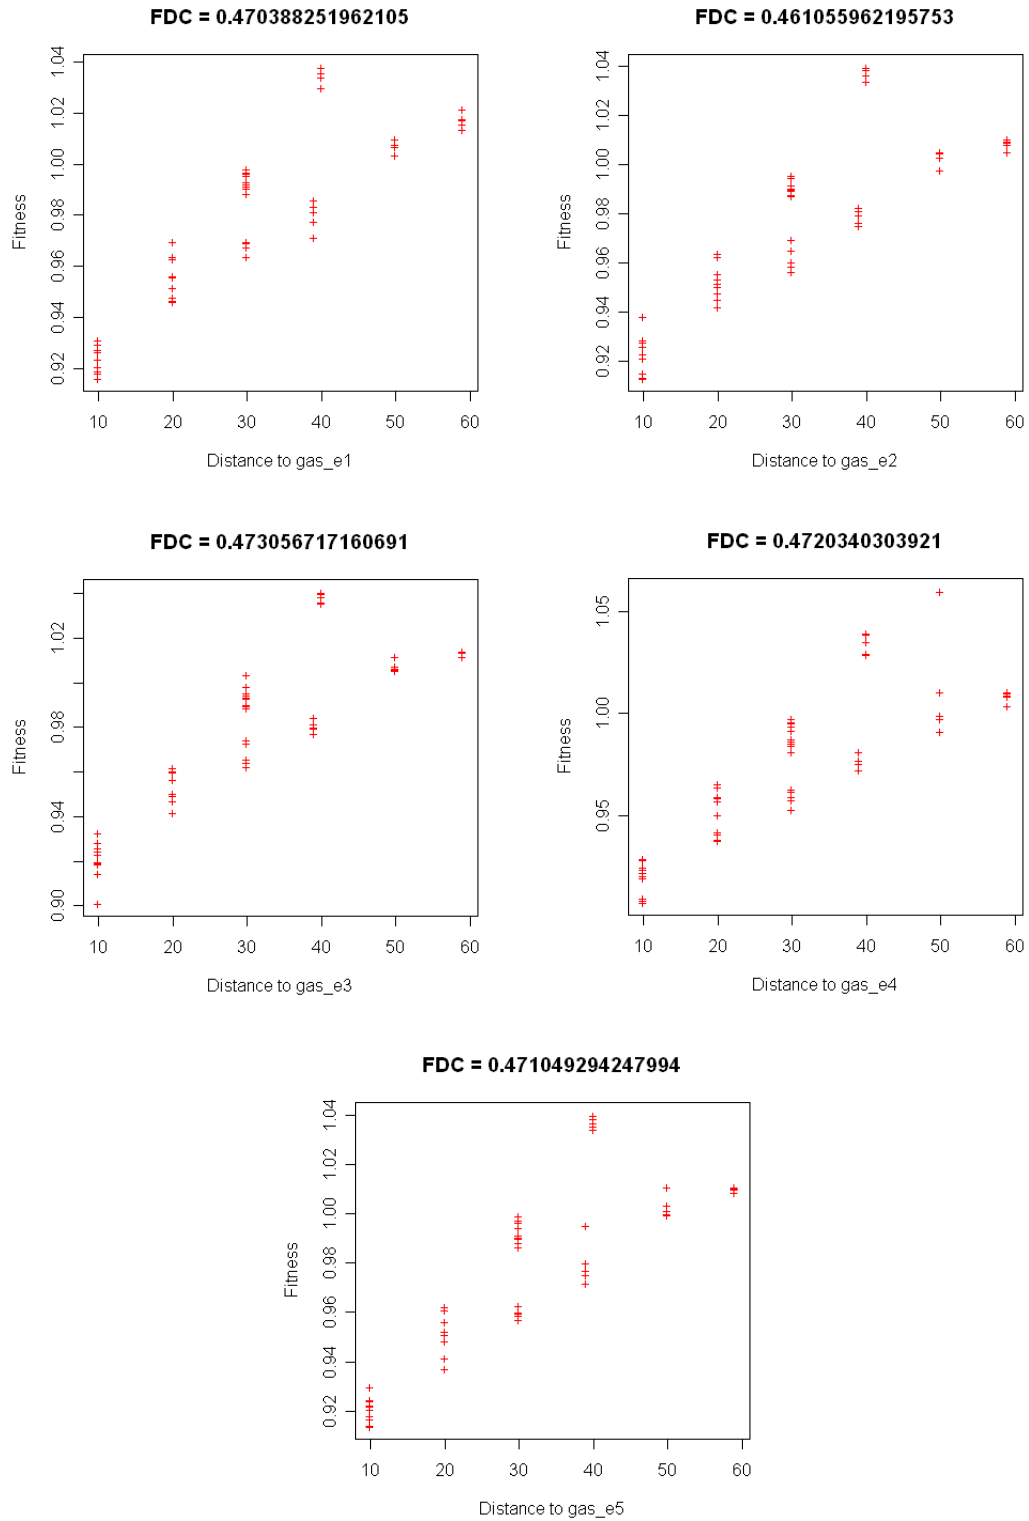 FDC = 0.470388251962105
Fitness
0.92 0.94 0.96 0.98 1.00 1.02 1.04
10 20 30 40 50 60
Distance to gas_e1
FDC = 0.461055962195753
Fitness
0.92 0.94 0.96 0.98 1.00 1.02 1.04
10 20 30 40 50 60
Distance to gas_e2
FDC = 0.473056717160691
Fitness
0.90 0.94 0.98 1.02
10 20 30 40 50 60
Distance to gas_e3
FDC = 0.4720340303921
Fitness
0.95 1.00 1.05
10 20 30 40 50 60
Distance to gas_e4
FDC = 0.471049294247994
Fitness
0.92 0.94 0.96 0.98 1.00 1.02 1.04
10 20 30 40 50 60
Distance to gas_e5